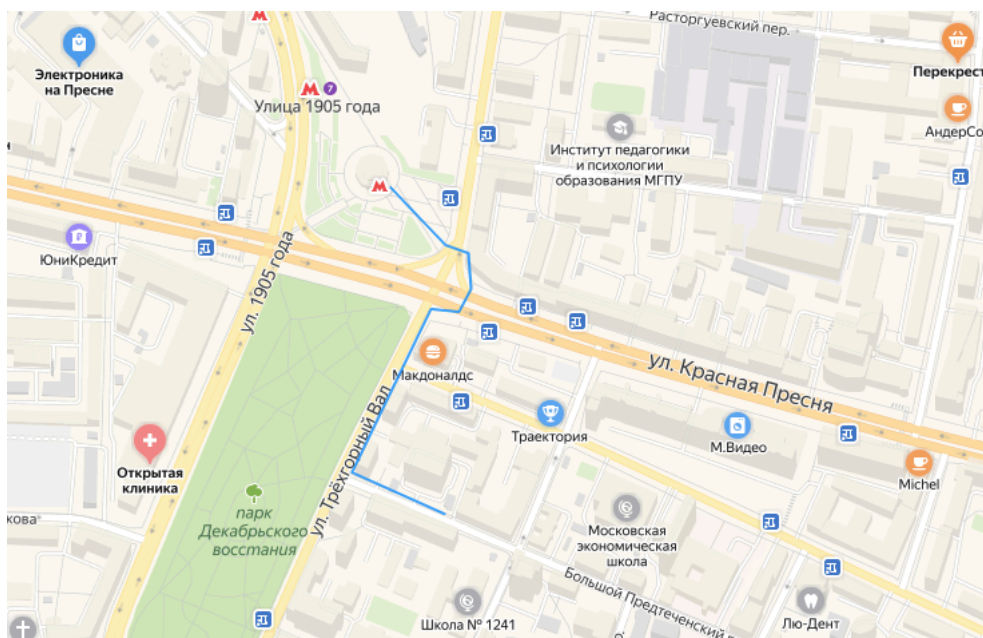 Расторгуевский пер.
Электроника
на Пресне
Перекрест
М
М
7
Улица 1905 года
АндерСо
Институт педагогики
и психологии
образования МГПУ
М
ЮниКредит
ул. 1905 года
Макдоналдс
ул. Красная Пресня
ул. Трёхгорный Вал
Траектория
М.Видео
Открытая
клиника
Michel
кова
парк
Декабрьского
восстания
Московская
экономическая
школа
Большой Предтеченский п
Школа № 1241
Лю-Дент